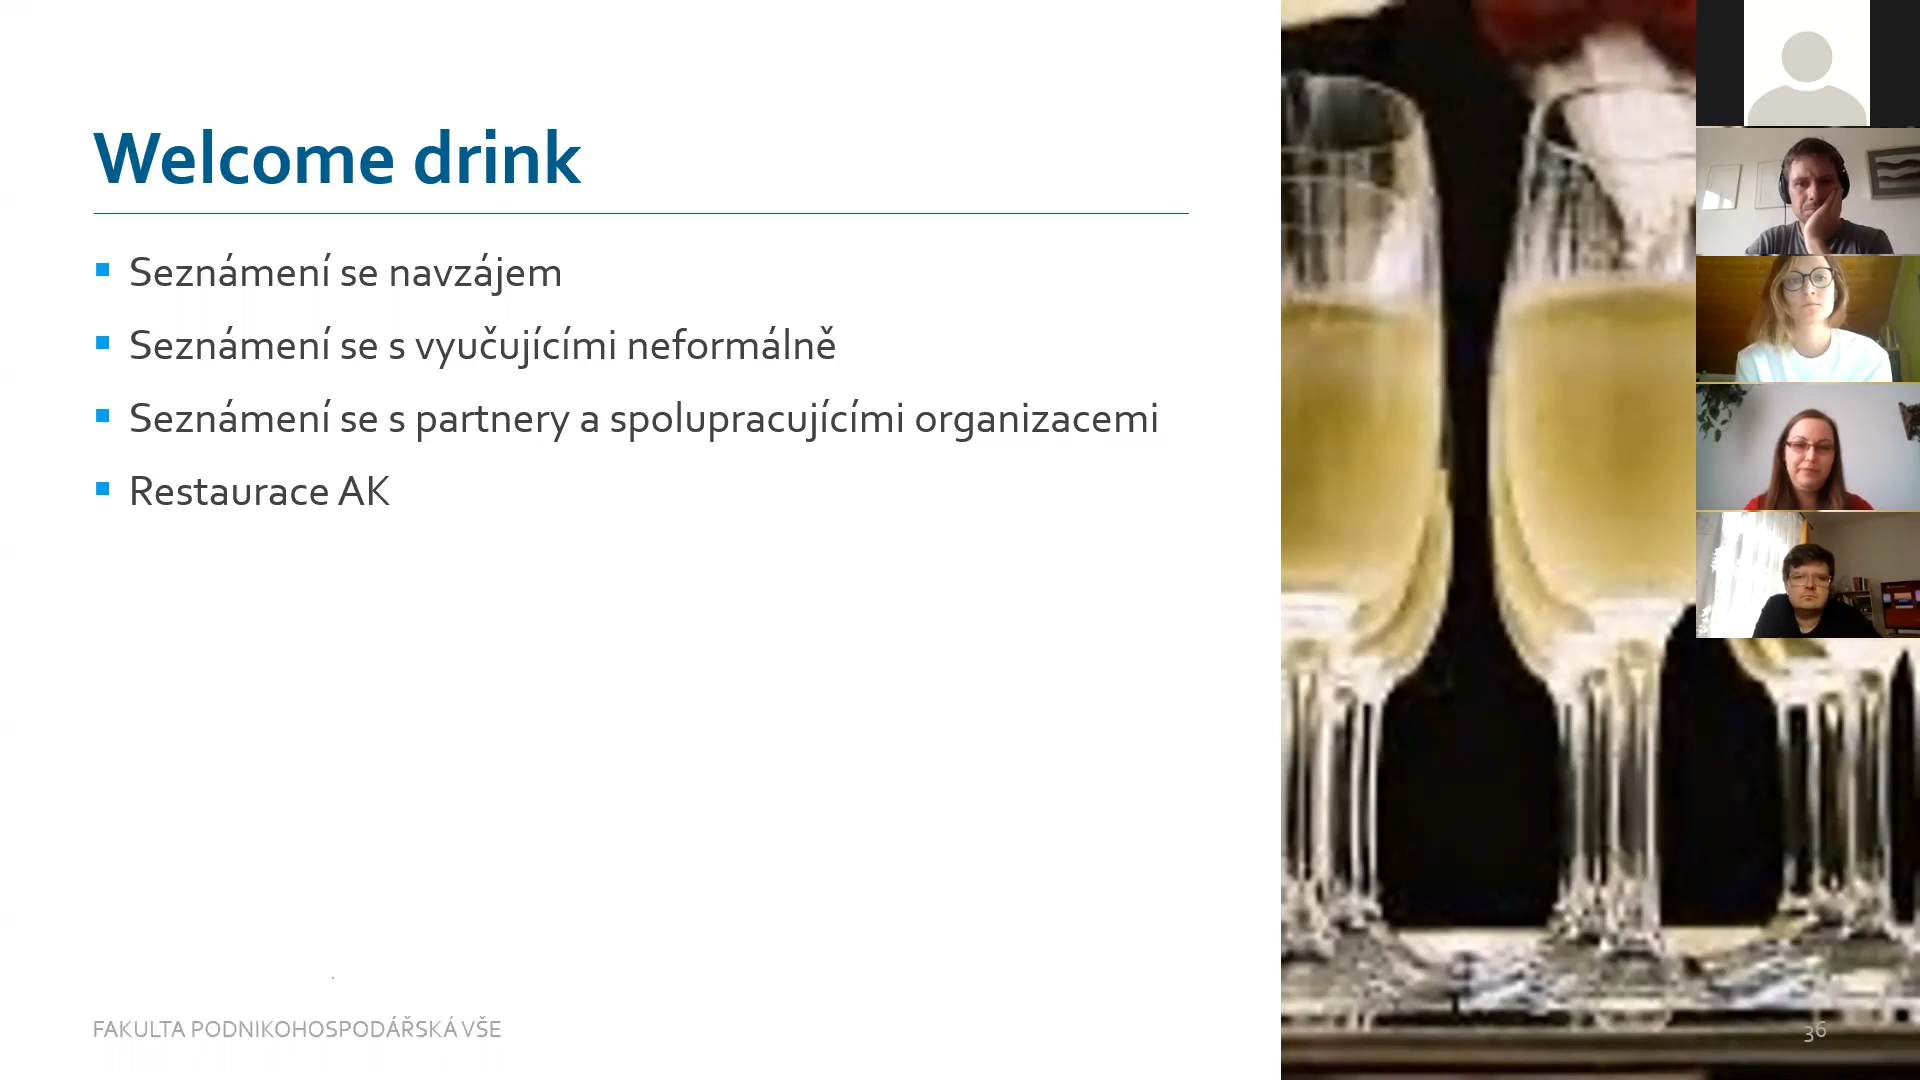 Welcome drink
Seznámení se navzájem
Seznámení se s vyučujícími neformálně
Seznámení se s partnery a spolupracujícími organizacemi
Restaurace AK
FAKULTA PODNIKOHOSPODÁŘSKÁ VŠE
36